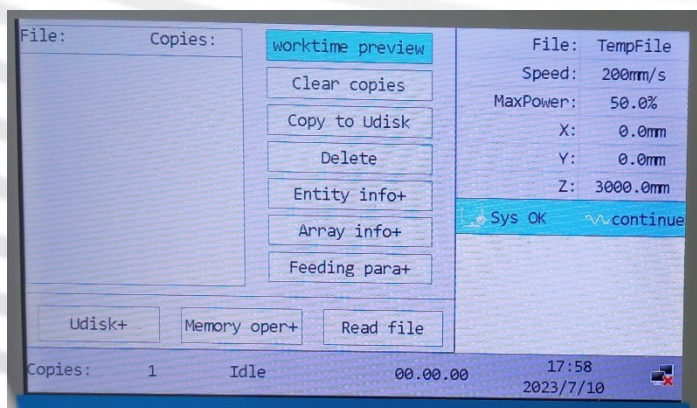 File: Copies:
worktime preview
Clear copies
Copy to Udisk
Delete
Entity info+
Array info+
Feeding para+
Udisk+ Memory oper+ Read file
File: TempFile
Speed: 200mm/s
MaxPower: 50.0%
X: 0.0mm
Y: 0.0mm
Z: 3000.0mm
Sys OK continue
Copies: 1 Idle 00.00.00 17:58
2023/7/10